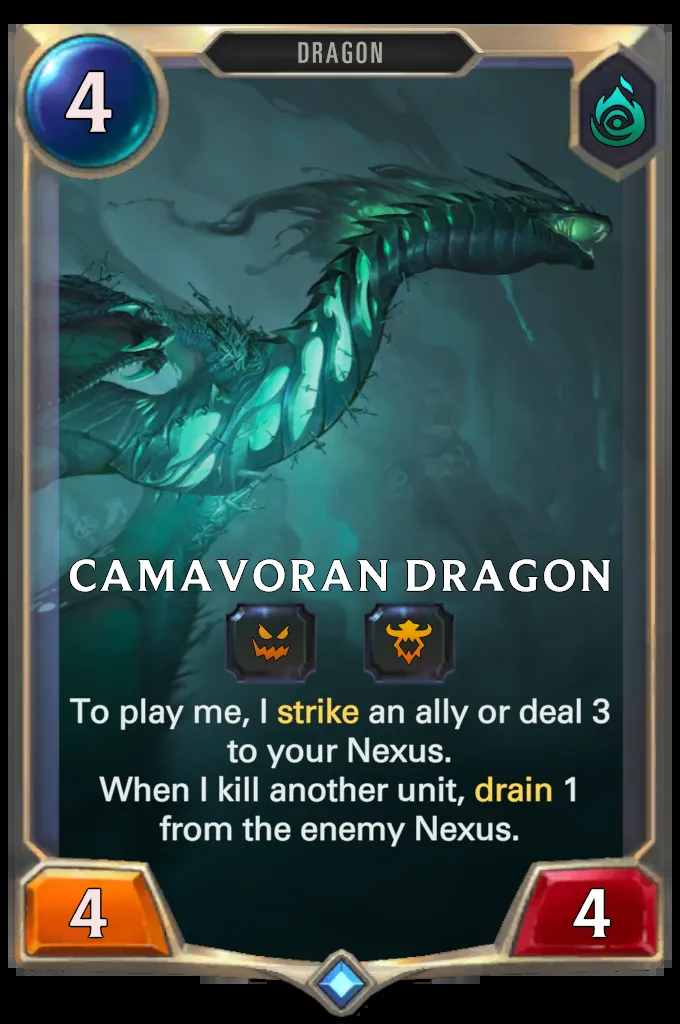 DRAGON
4
CAMAVORAN DRAGON
To play me, I strike an ally or deal 3
to your Nexus.
When I kill another unit, drain 1
from the enemy Nexus.
4
4